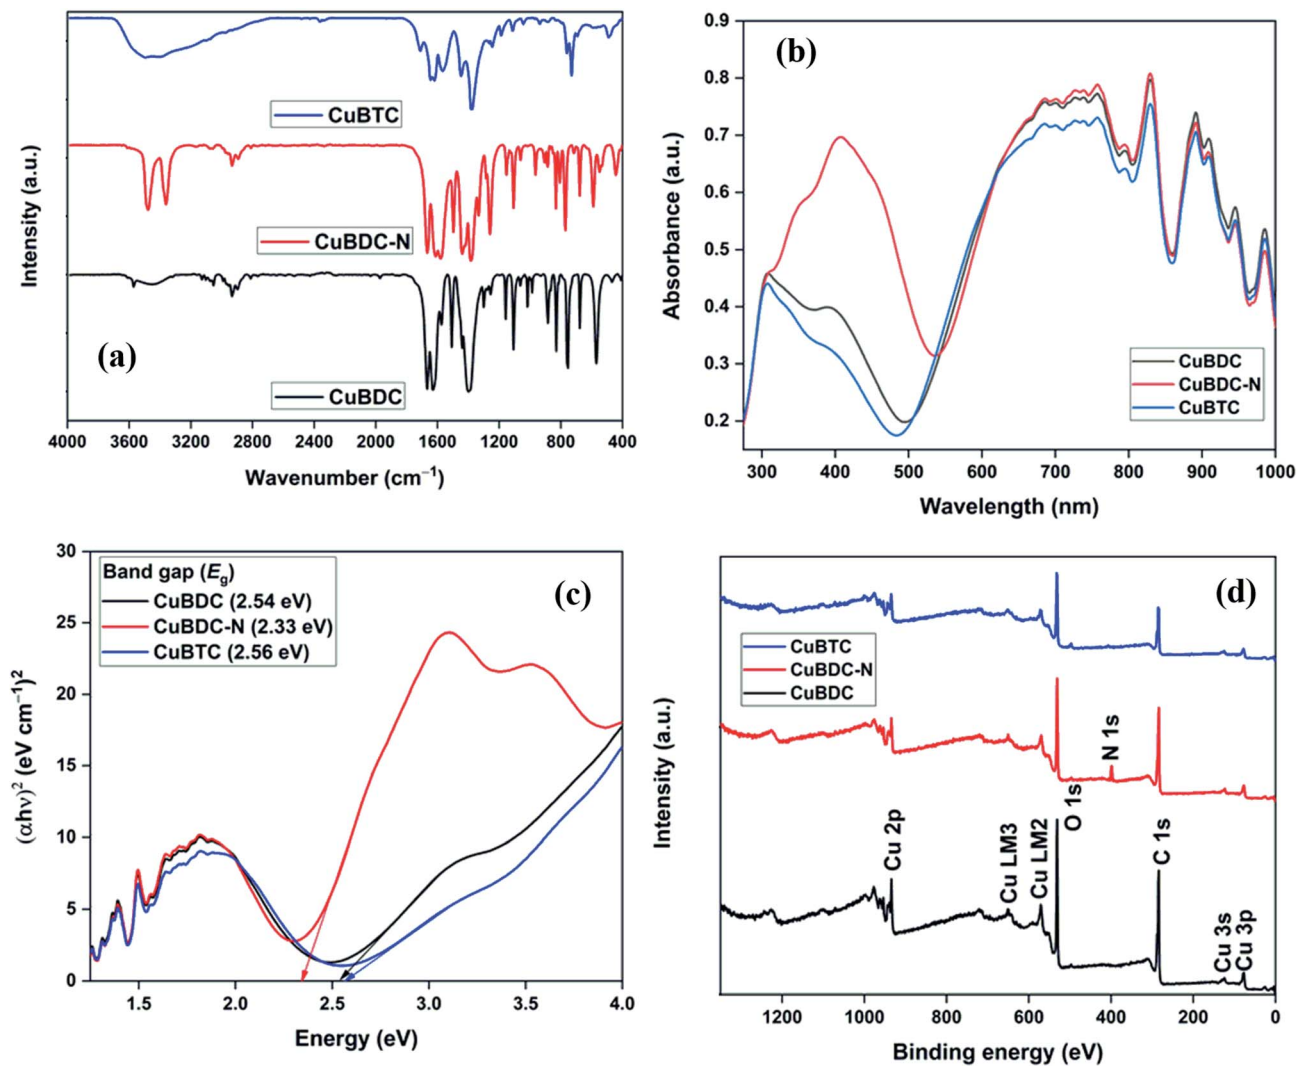 (a)
CuBTC
CuBDC-N
CuBDC
Intensity (a.u.)
4000 3600 3200 2800 2400 2000 1600 1200 800 400
Wavenumber (cm⁻¹)
(b)
0.9
0.8
0.7
0.6
0.5
0.4
0.3
0.2
Absorbance (a.u.)
CuBDC
CuBDC-N
CuBTC
300 400 500 600 700 800 900 1000
Wavelength (nm)
30
25
20
15
10
5
0
(αhν)² (eV cm⁻¹)²
Band gap (Eg)
CuBDC (2.54 eV)
CuBDC-N (2.33 eV)
CuBTC (2.56 eV)
(c)
1.5 2.0 2.5 3.0 3.5 4.0
Energy (eV)
(d)
CuBTC
CuBDC-N
CuBDC
Intensity (a.u.)
Cu 2p
Cu LM3
Cu LM2
O 1s
N 1s
C 1s
Cu 3s
Cu 3p
1200 1000 800 600 400 200 0
Binding energy (eV)